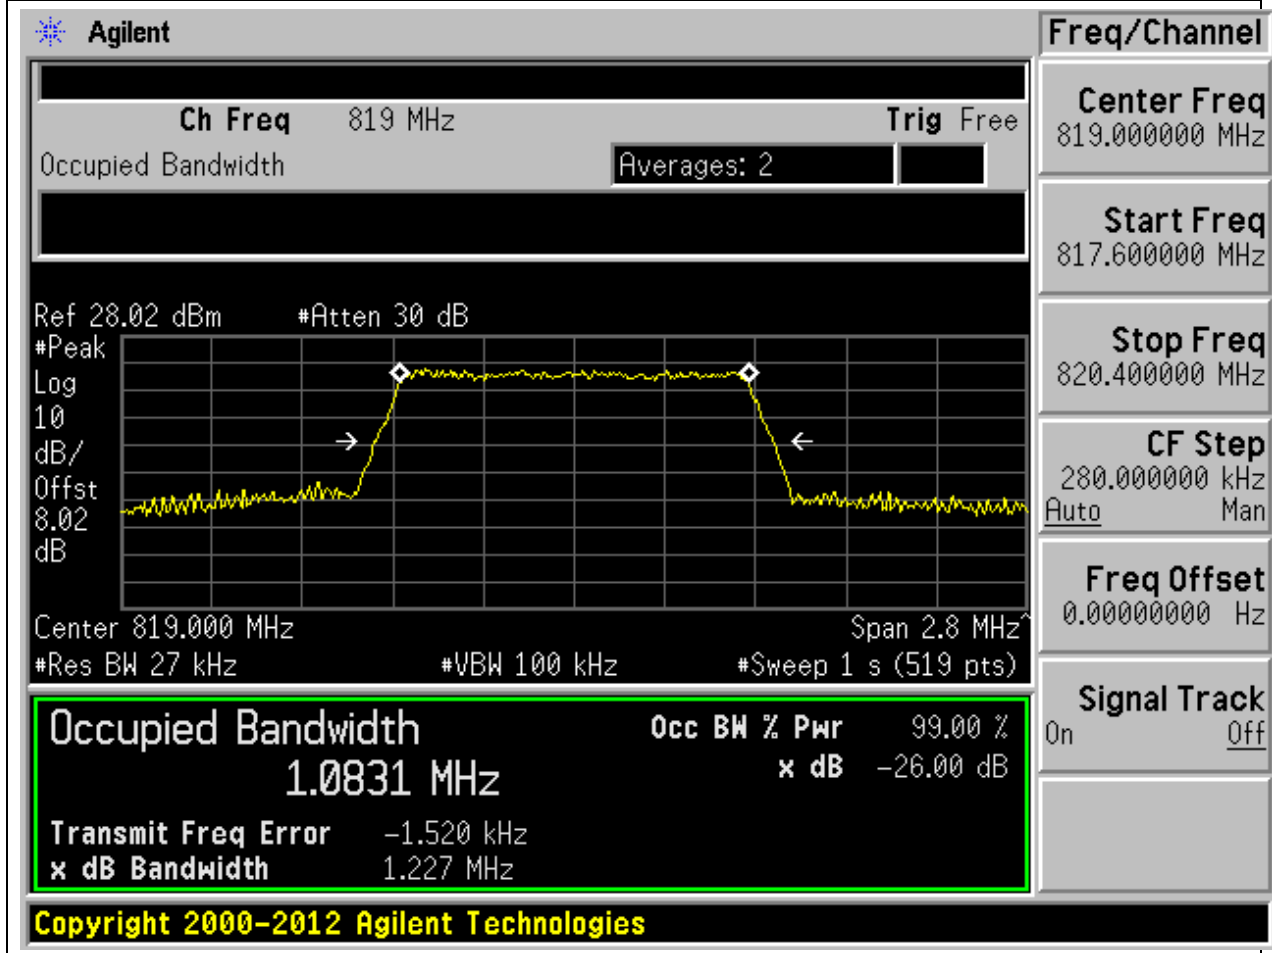 Agilent
Freq/Channel
Ch Freq 819 MHz Trig Free
Occupied Bandwidth Averages: 2
Center Freq
819.000000 MHz
Start Freq
817.600000 MHz
Stop Freq
820.400000 MHz
CF Step
280.000000 kHz
Auto Man
Freq Offset
0.00000000 Hz
Signal Track
On Off
Ref 28.02 dBm #Atten 30 dB
#Peak
Log
10
dB/
Offst
8.02
dB
Center 819.000 MHz Span 2.8 MHz^
#Res BW 27 kHz #VBW 100 kHz #Sweep 1 s (519 pts)
Occupied Bandwidth Occ BW % Pwr 99.00 %
1.0831 MHz x dB -26.00 dB
Transmit Freq Error -1.520 kHz
x dB Bandwidth 1.227 MHz
Copyright 2000-2012 Agilent Technologies